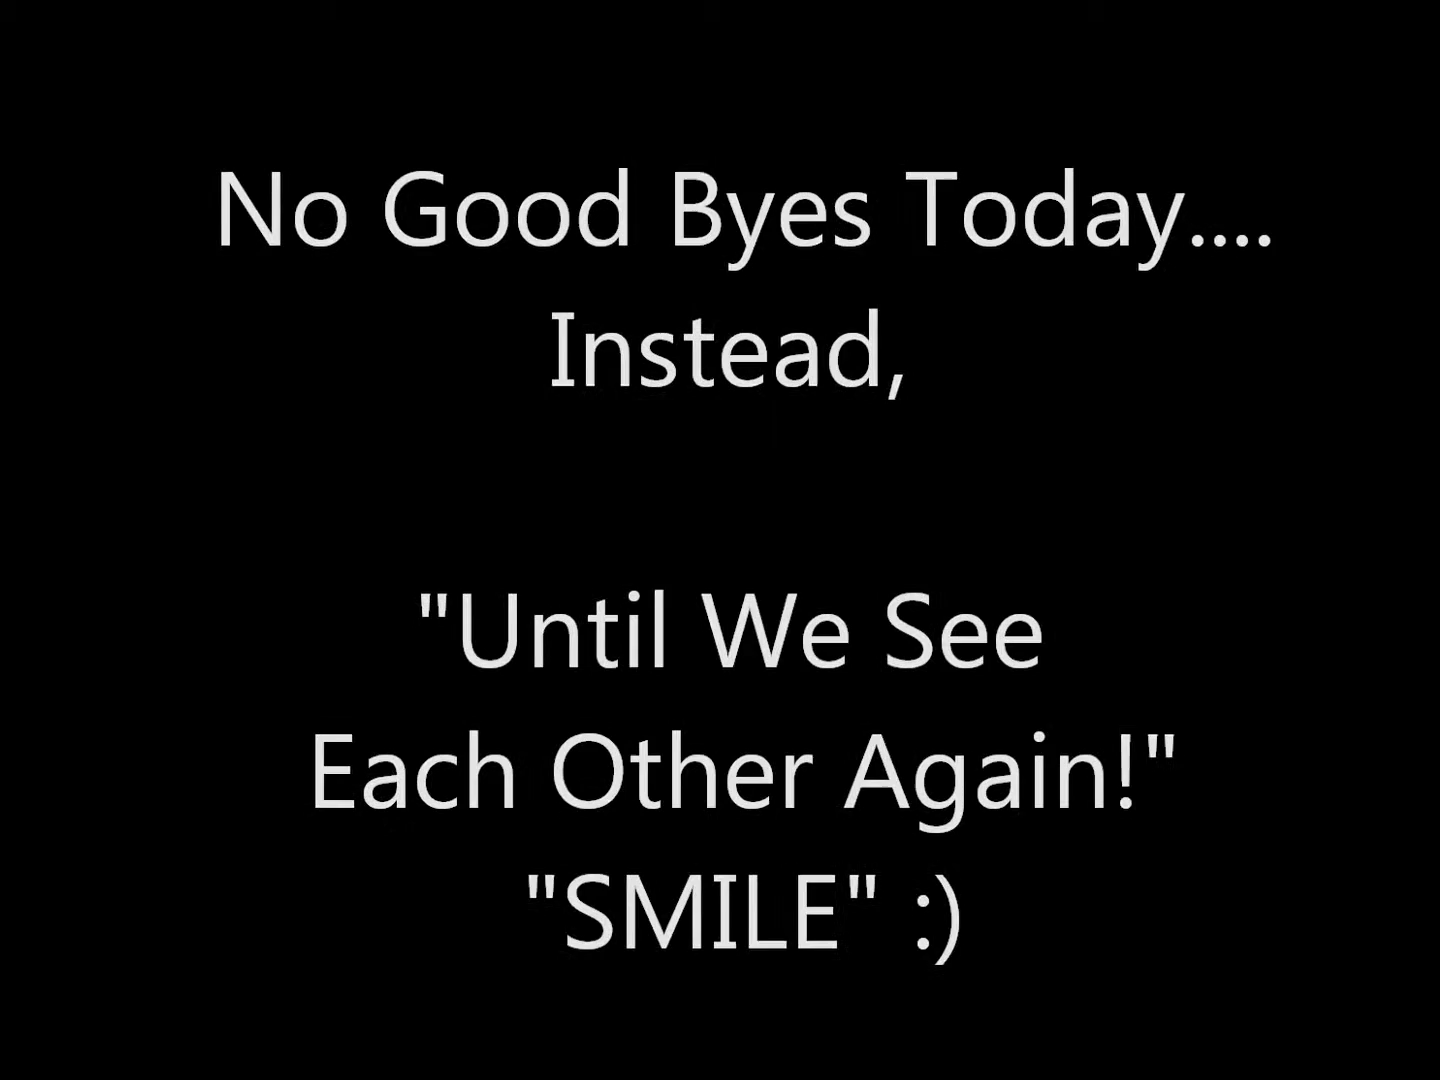 No Good Byes Today....
Instead,
"Until We See
Each Other Again!"
"SMILE" :)